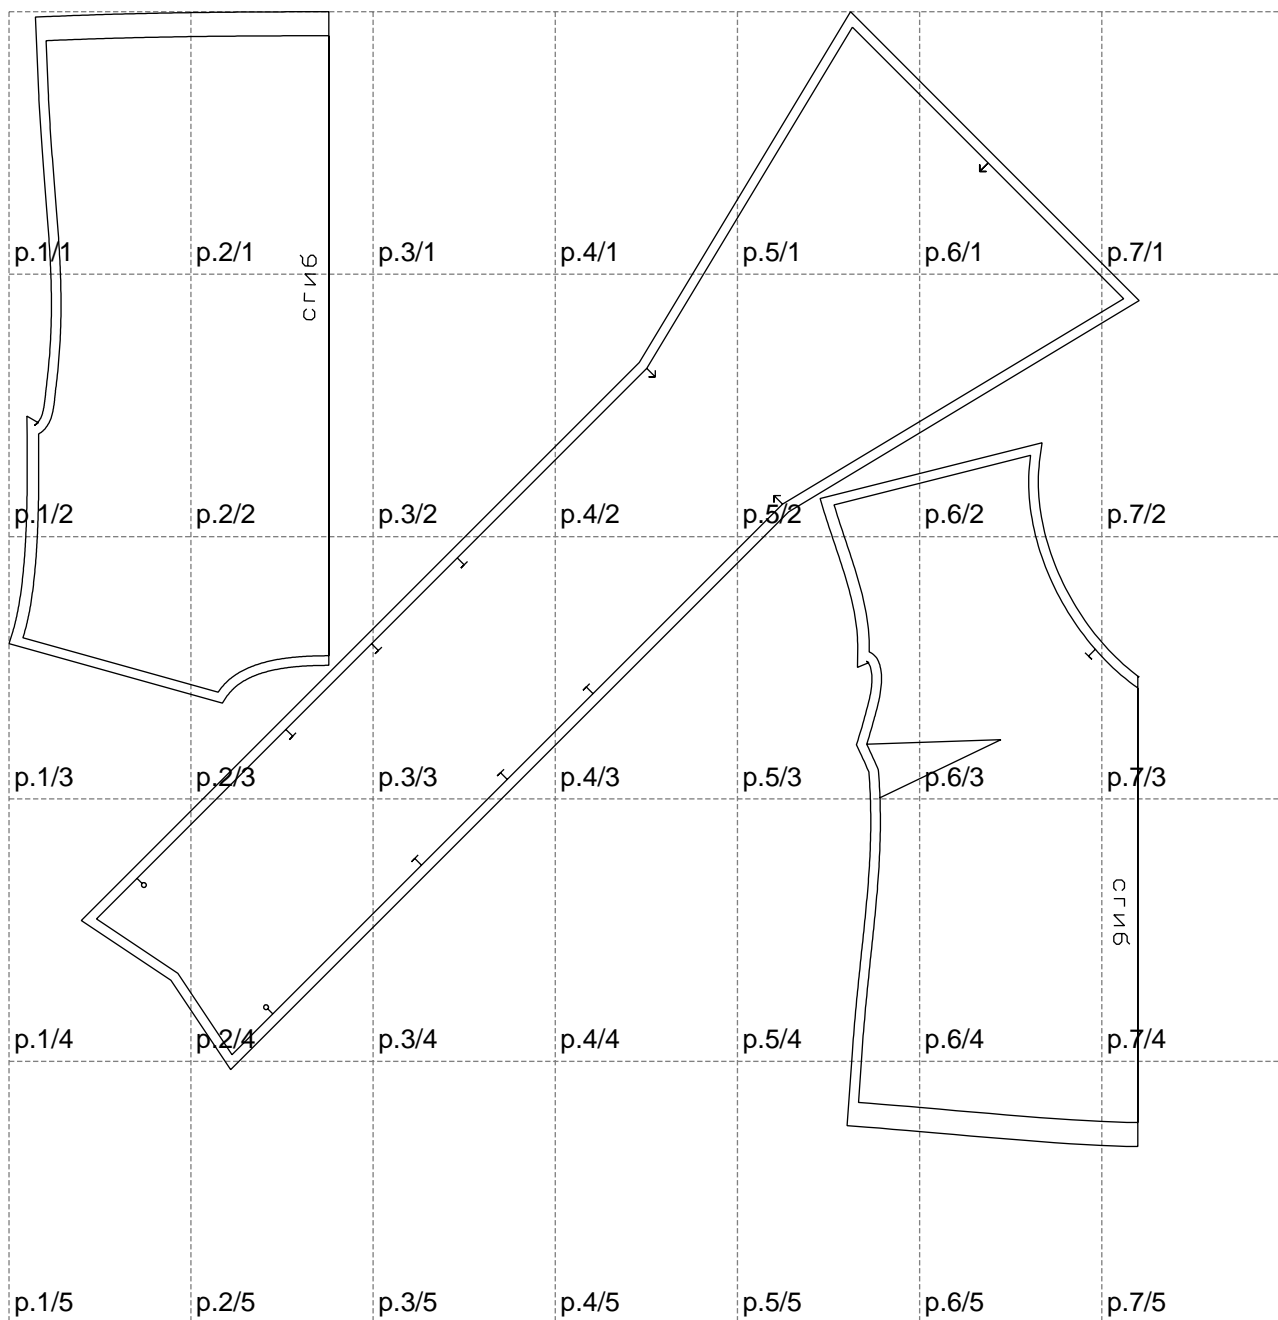 p.1/1 p.2/1 p.3/1 p.4/1 p.5/1 p.6/1 p.7/1
сгиб
p.1/2 p.2/2 p.3/2 p.4/2 p.5/2 p.6/2 p.7/2
p.1/3 p.2/3 p.3/3 p.4/3 p.5/3 p.6/3 p.7/3
сгиб
p.1/4 p.2/4 p.3/4 p.4/4 p.5/4 p.6/4 p.7/4
p.1/5 p.2/5 p.3/5 p.4/5 p.5/5 p.6/5 p.7/5